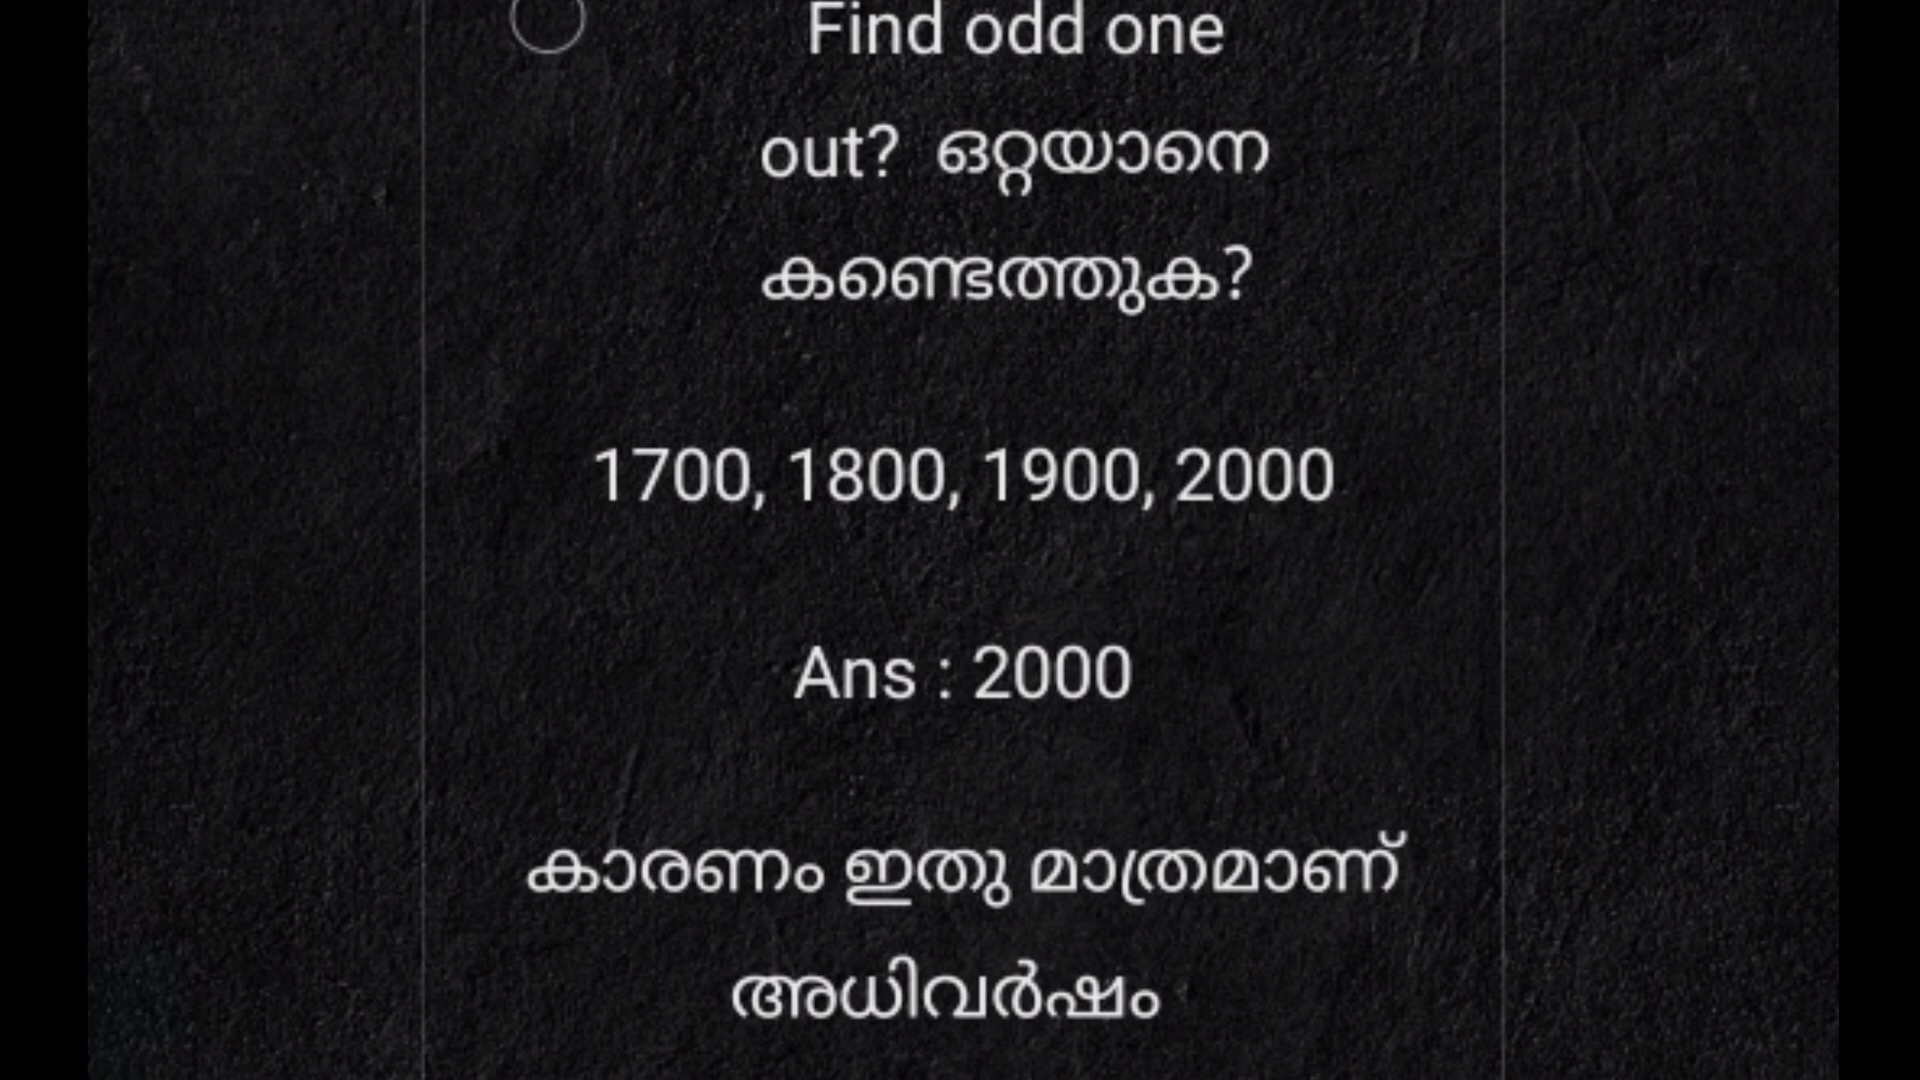 Find odd one
out? ഒറ്റയാനെ
കണ്ടെത്തുക?
1700, 1800, 1900, 2000
Ans : 2000
കാരണം ഇതു മാത്രമാണ്
അധിവർഷം